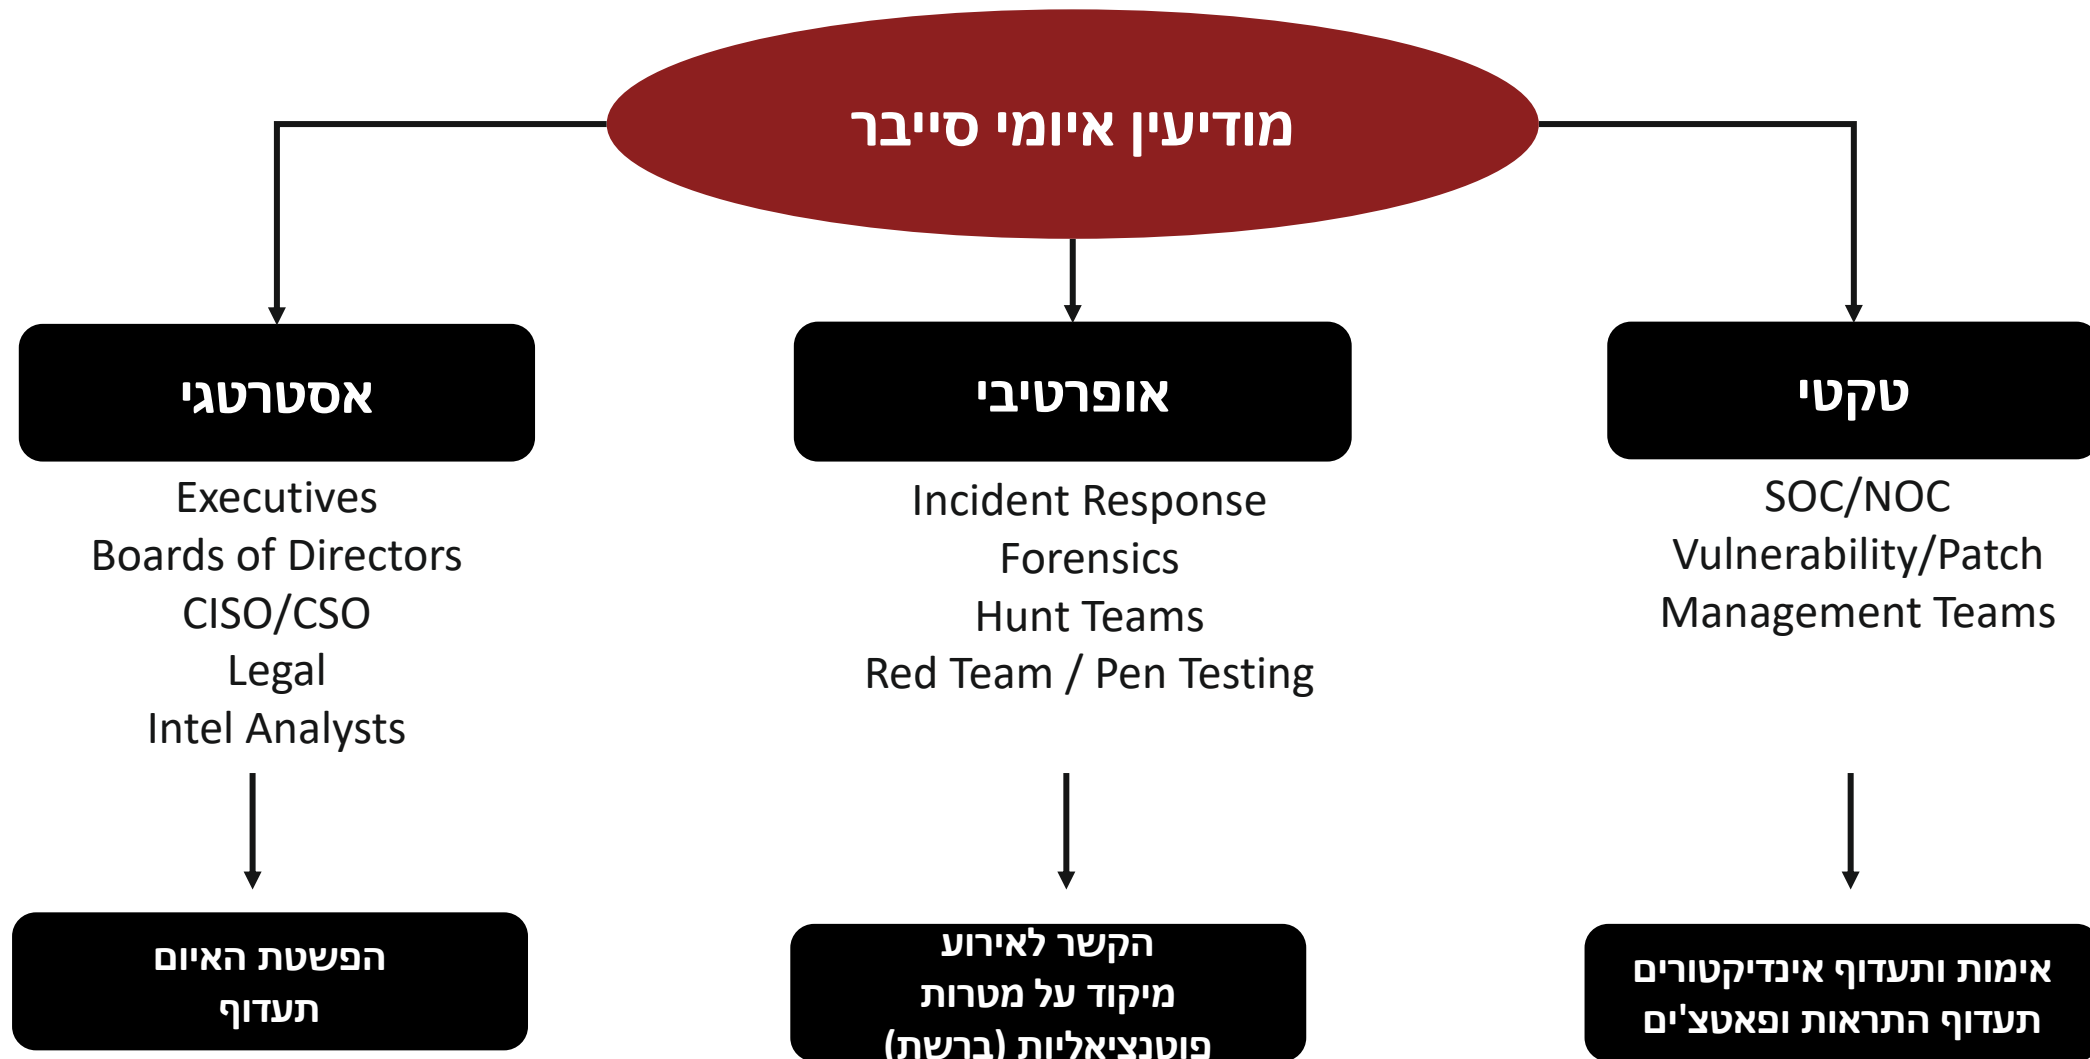 מודיעין איומי סייבר
טקטי
SOC/NOC
Vulnerability/Patch
Management Teams
אימות ותעדוף אינדיקטורים
תעדוף התראות ופאטצ'ים
אופרטיבי
Incident Response
Forensics
Hunt Teams
Red Team / Pen Testing
הקשר לאירוע
מיקוד על מטרות
פוטנציאליות (ברשת)
אסטרטגי
Executives
Boards of Directors
CISO/CSO
Legal
Intel Analysts
הפשטת האיום
תעדוף